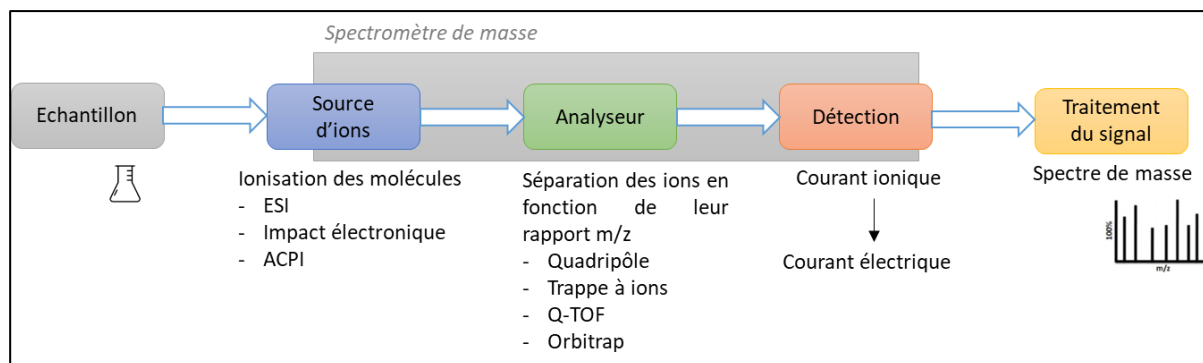 Spectromètre de masse
Echantillon
Source
d’ions
Analyseur
Détection
Traitement
du signal
Ionisation des molécules
- ESI
- Impact électronique
- ACPI
Séparation des ions en
fonction de leur
rapport m/z
- Quadripôle
- Trappe à ions
- Q-TOF
- Orbitrap
Courant ionique
Courant électrique
Spectre de masse
100%
m/z